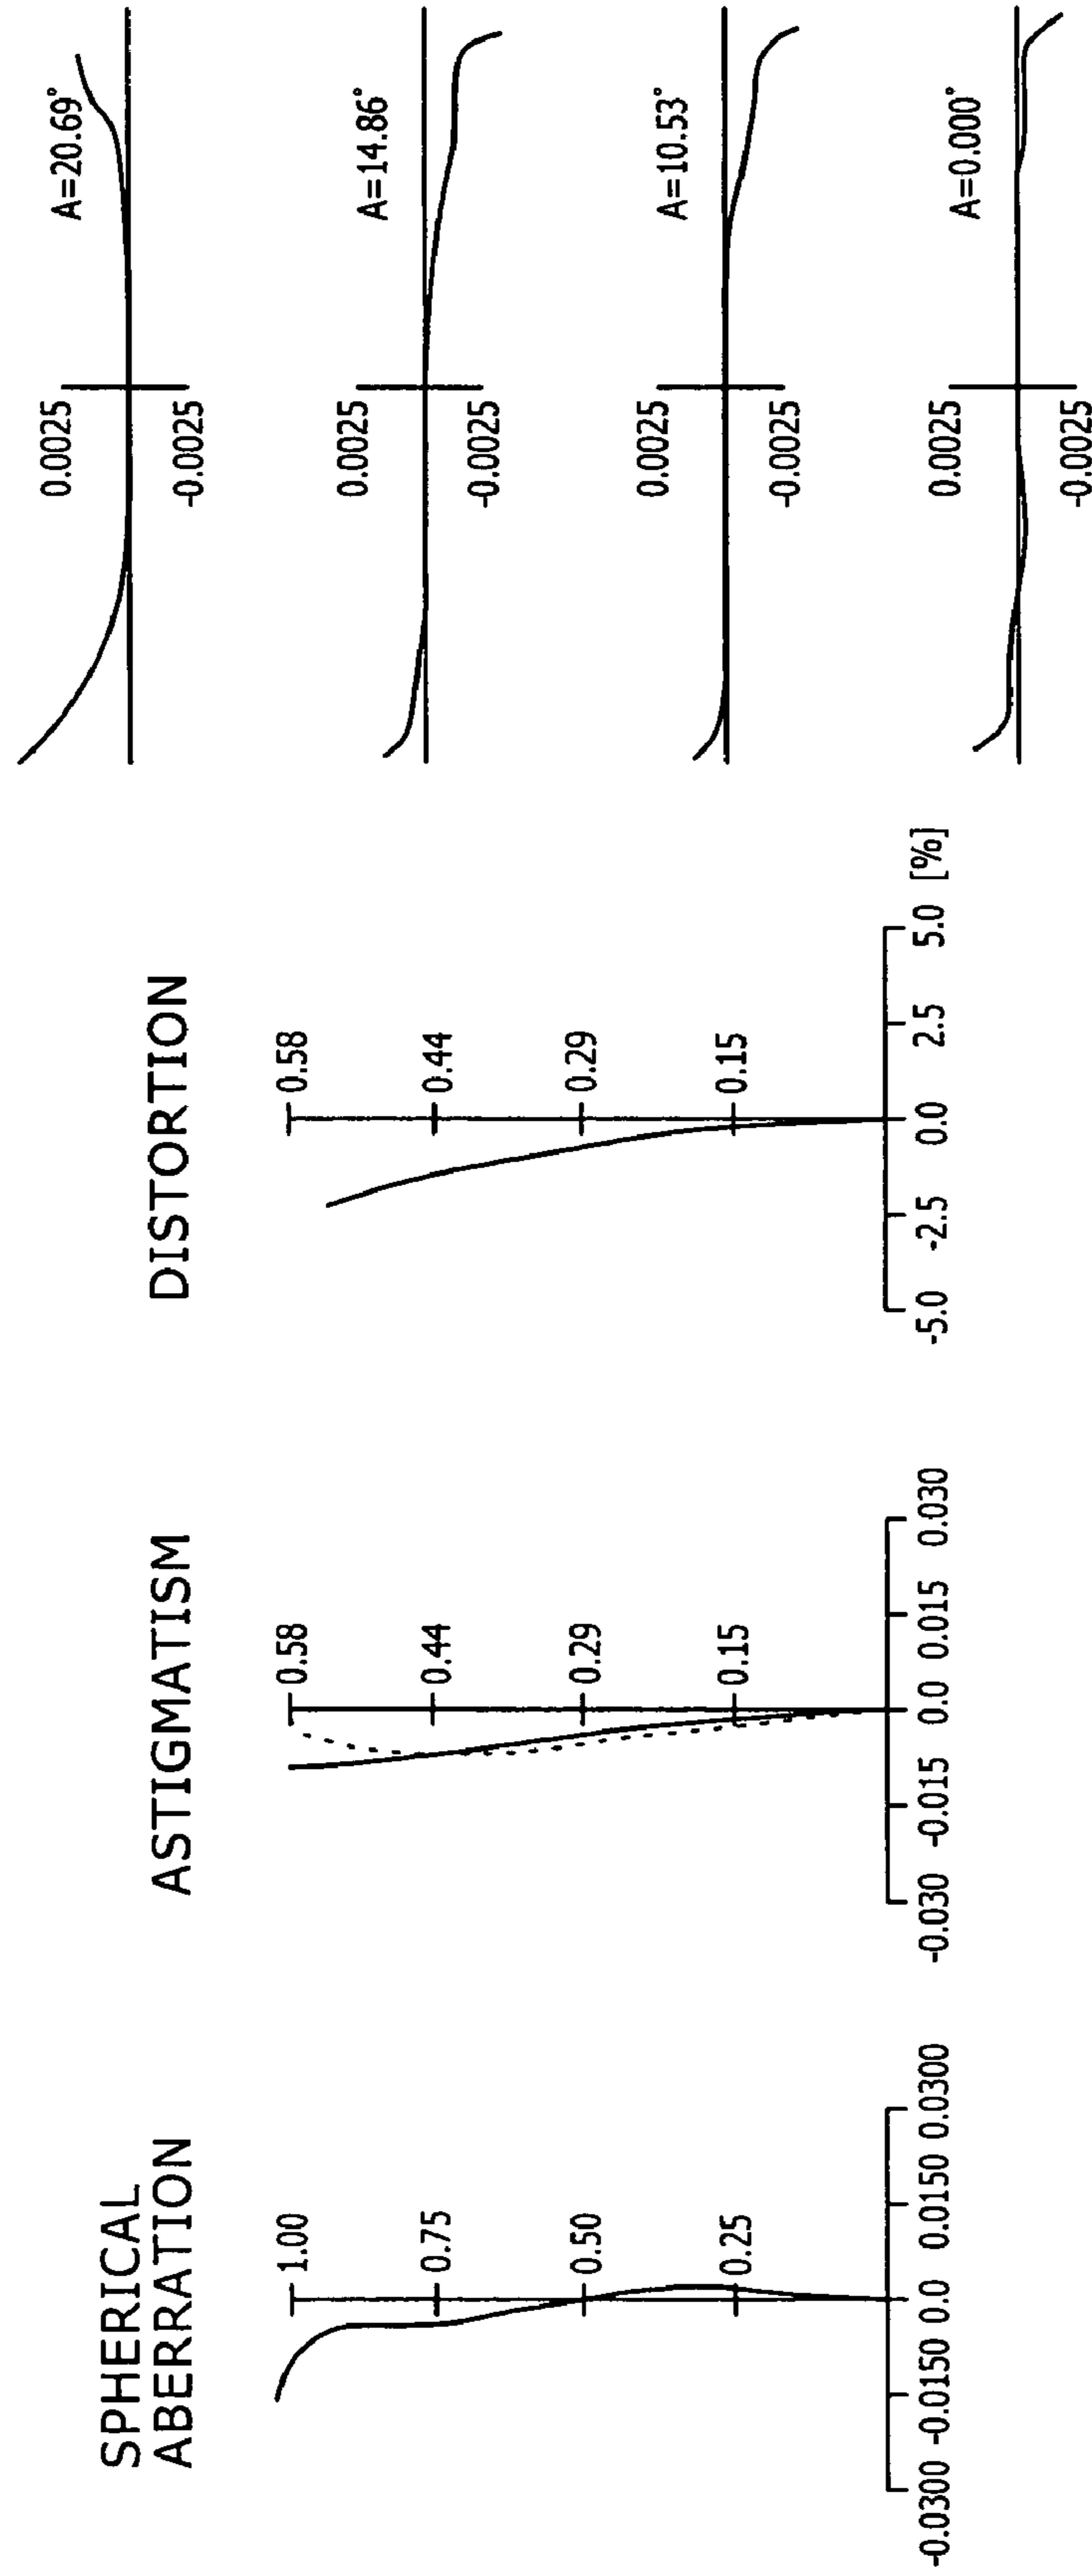 SPHERICAL
ABERRATION
1.00
0.75
0.50
0.25
-0.0300 -0.0150 0.0 0.0150 0.0300
ASTIGMATISM
0.58
0.44
0.29
0.15
-0.030 -0.015 0.0 0.015 0.030
DISTORTION
0.58
0.44
0.29
0.15
-5.0 -2.5 0.0 2.5 5.0 [%]
0.0025
A=20.69°
-0.0025
0.0025
A=14.86°
-0.0025
0.0025
A=10.53°
-0.0025
0.0025
A=0.000°
-0.0025